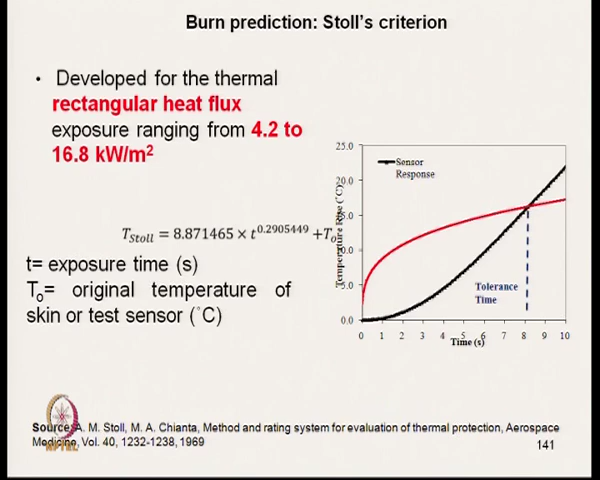 Burn prediction: Stoll's criterion
• Developed for the thermal
rectangular heat flux
exposure ranging from 4.2 to
16.8 kW/m²
T_Stoll = 8.871465 × t^0.2905449 + T_o
t= exposure time (s)
T_o= original temperature of
skin or test sensor (˚C)
25.0
20.0
15.0
10.0
5.0
0.0
Temperature Rise (˚C)
Sensor
Response
Tolerance
Time
0 1 2 3 4 5 6 7 8 9 10
Time (s)
Source: A. M. Stoll, M. A. Chianta, Method and rating system for evaluation of thermal protection, Aerospace
Medicine, Vol. 40, 1232-1238, 1969
NPTEL
141